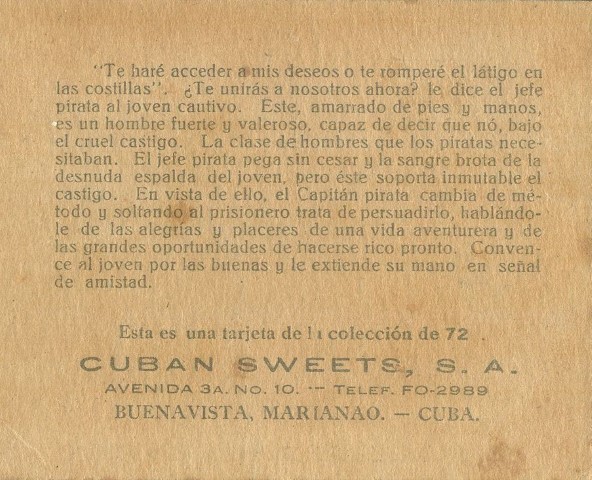 "Te haré acceder a mis deseos o te romperé el látigo en
las costillas". ¿Te unirás a nosotros ahora? le dice el jefe
pirata al joven cautivo. Este, amarrado de pies y manos,
es un hombre fuerte y valeroso, capaz de decir que nó, bajo
el cruel castigo. La clase de hombres que los piratas nece-
sitaban. El jefe pirata pega sin cesar y la sangre brota de la
desnuda espalda del joven, pero éste soporta inmutable el
castigo. En vista de ello, el Capitán pirata cambia de mé-
todo y soltando al prisionero trata de persuadirlo, hablándo-
le de las alegrías y placeres de una vida aventurera y de
las grandes oportunidades de hacerse rico pronto. Conven-
ce al joven por las buenas y le extiende su mano en señal
de amistad.
Esta es una tarjeta de la colección de 72
CUBAN SWEETS, S. A.
AVENIDA 3A. No. 10. -- TELEF. FO-2989
BUENAVISTA, MARIANAO. — CUBA.